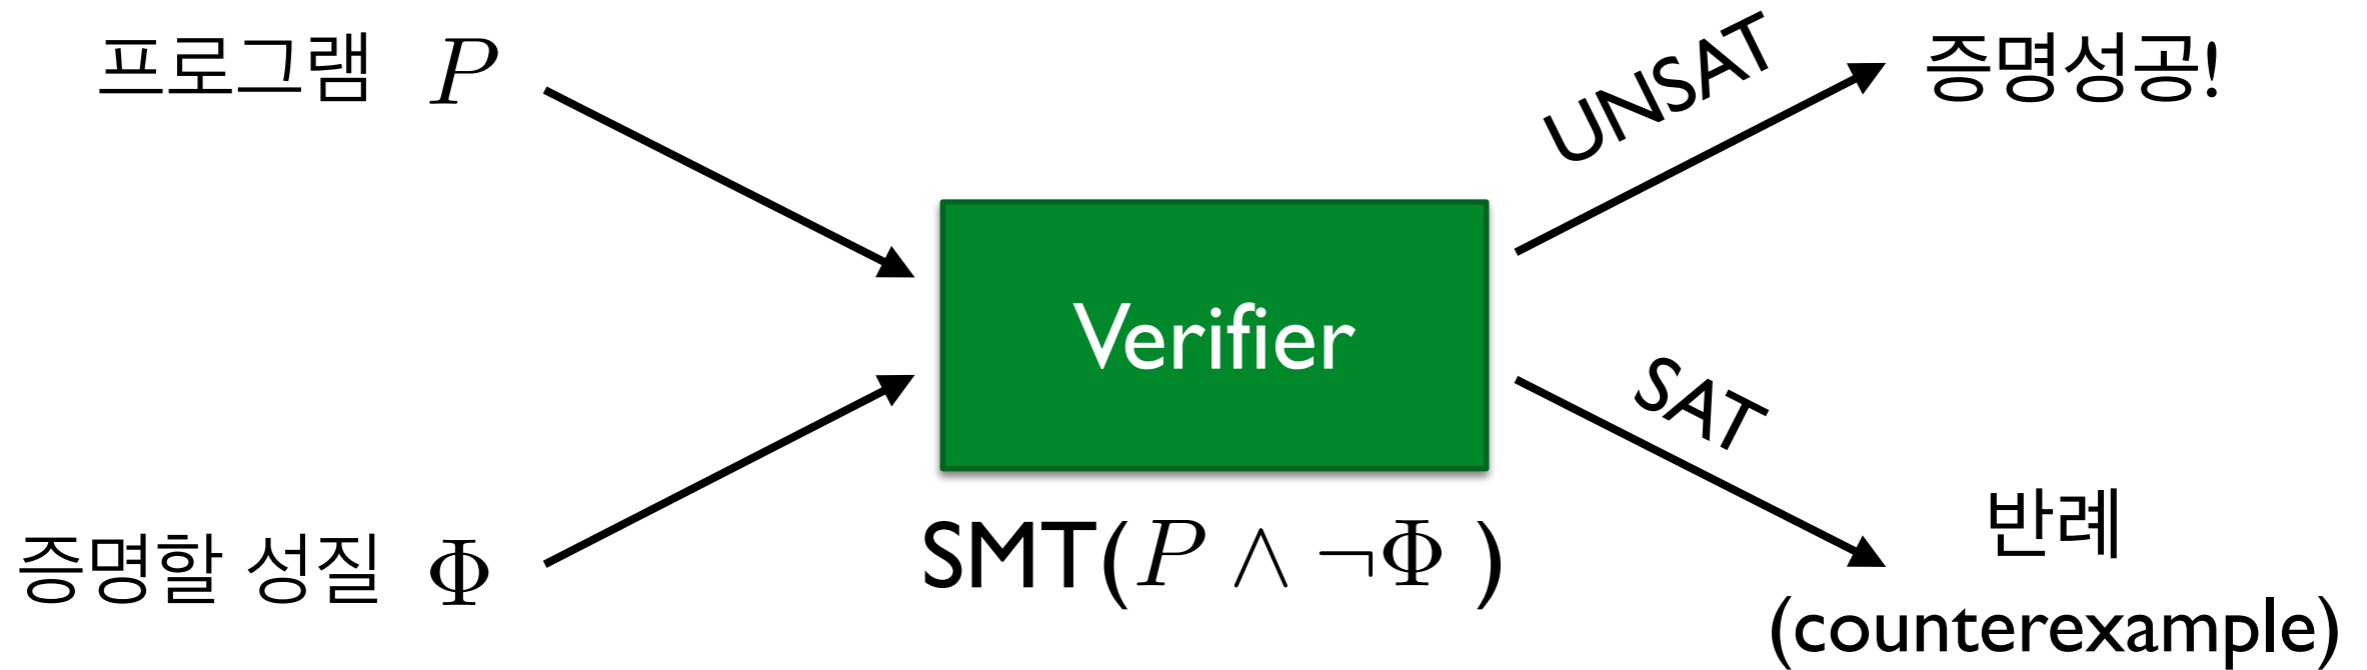 프로그램 P
증명할 성질 Φ
Verifier
SMT(P ∧ ¬Φ )
UNSAT
증명성공!
SAT
반례
(counterexample)